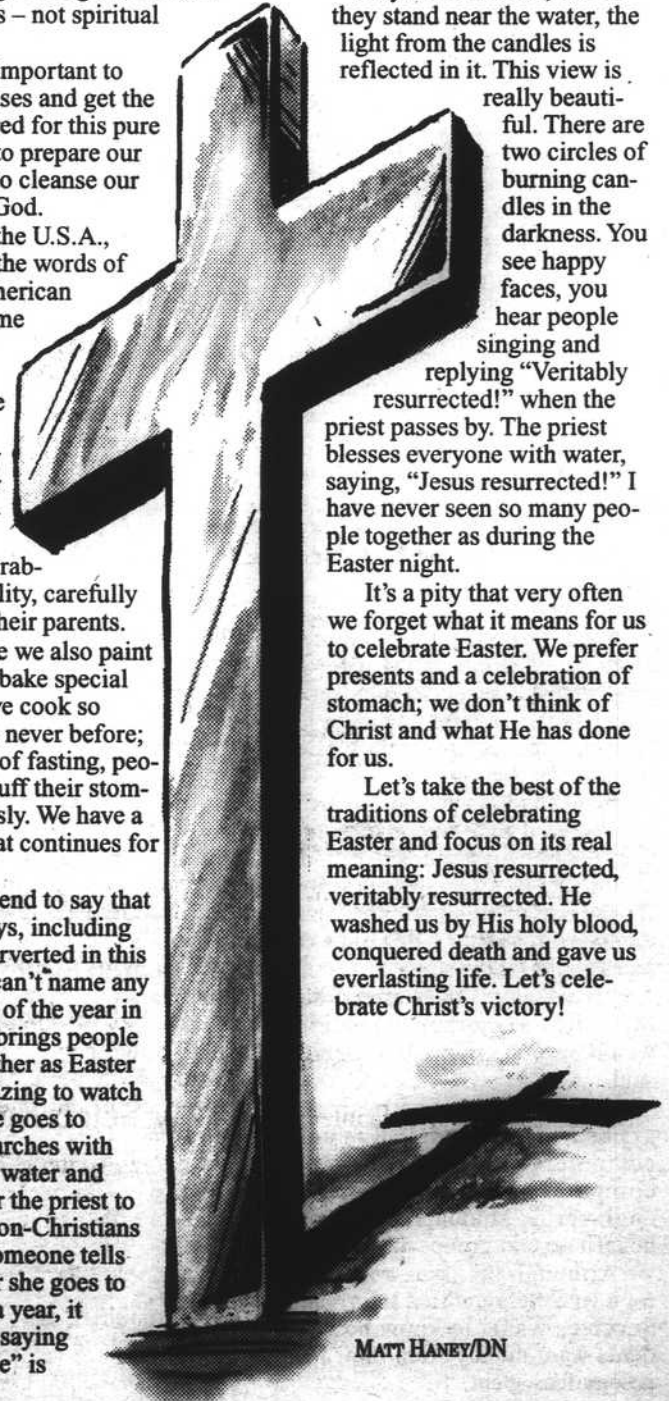 s – not spiritual
mportant to
ses and get the
ed for this pure
to prepare our
o cleanse our
God.
the U.S.A.,
the words of
merican
me
e
rab-
lity, carefully
heir parents.
e we also paint
bake special
ve cook so
never before;
of fasting, peo-
uff their stom-
sly. We have a
at continues for
end to say that
ys, including
rverted in this
can't name any
of the year in
brings people
ther as Easter
zing to watch
e goes to
urches with
water and
r the priest to
on-Christians
omeone tells
r she goes to
a year, it
saying
e” is
they stand near the water, the
light from the candles is
reflected in it. This view is
really beauti-
ful. There are
two circles of
burning can-
dles in the
darkness. You
see happy
faces, you
hear people
singing and
replying “Veritably
resurrected!” when the
priest passes by. The priest
blesses everyone with water,
saying, “Jesus resurrected!” I
have never seen so many peo-
ple together as during the
Easter night.
It's a pity that very often
we forget what it means for us
to celebrate Easter. We prefer
presents and a celebration of
stomach; we don't think of
Christ and what He has done
for us.
Let's take the best of the
traditions of celebrating
Easter and focus on its real
meaning: Jesus resurrected,
veritably resurrected. He
washed us by His holy blood,
conquered death and gave us
everlasting life. Let's cele-
brate Christ's victory!
MATT HANEY/DN